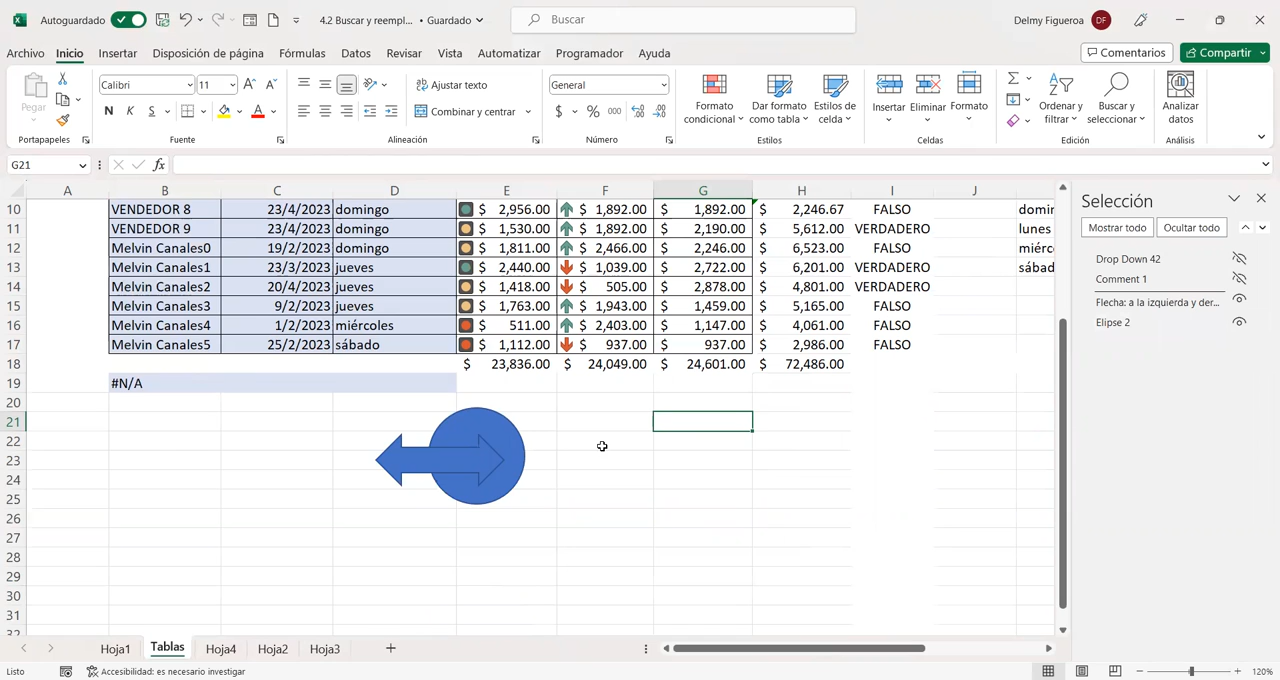 Autoguardado 4.2 Buscar y reempl... • Guardado Buscar Delmy Figueroa DF
Archivo Inicio Insertar Disposición de página Fórmulas Datos Revisar Vista Automatizar Programador Ayuda Comentarios Compartir
Pegar Calibri 11 Ajustar texto General
N K S Combinar y centrar $ % 000
Formato condicional Dar formato como tabla Estilos de celda Insertar Eliminar Formato Ordenar y filtrar Buscar y seleccionar Analizar datos
Portapapeles Fuente Alineación Número Estilos Celdas Edición Análisis
G21 fx
A B C D E F G H I J
10 VENDEDOR 8 23/4/2023 domingo $ 2,956.00 $ 1,892.00 $ 1,892.00 $ 2,246.67 FALSO
11 VENDEDOR 9 23/4/2023 domingo $ 1,530.00 $ 1,892.00 $ 2,190.00 $ 5,612.00 VERDADERO lunes
12 Melvin Canales0 19/2/2023 domingo $ 1,811.00 $ 2,466.00 $ 2,246.00 $ 6,523.00 FALSO miérc
13 Melvin Canales1 23/3/2023 jueves $ 2,440.00 $ 1,039.00 $ 2,722.00 $ 6,201.00 VERDADERO sábad
14 Melvin Canales2 20/4/2023 jueves $ 1,418.00 $ 505.00 $ 2,878.00 $ 4,801.00 VERDADERO
15 Melvin Canales3 9/2/2023 jueves $ 1,763.00 $ 1,943.00 $ 1,459.00 $ 5,165.00 FALSO
16 Melvin Canales4 1/2/2023 miércoles $ 511.00 $ 2,403.00 $ 1,147.00 $ 4,061.00 FALSO
17 Melvin Canales5 25/2/2023 sábado $ 1,112.00 $ 937.00 $ 937.00 $ 2,986.00 FALSO
18 $ 23,836.00 $ 24,049.00 $ 24,601.00 $ 72,486.00
19 #N/A
20
21
22
23
24
25
26
27
28
29
30
31
Selección
Mostrar todo Ocultar todo
Drop Down 42
Comment 1
Flecha: a la izquierda y der...
Elipse 2
Hoja1 Tablas Hoja4 Hoja2 Hoja3
Listo Accesibilidad: es necesario investigar 120%